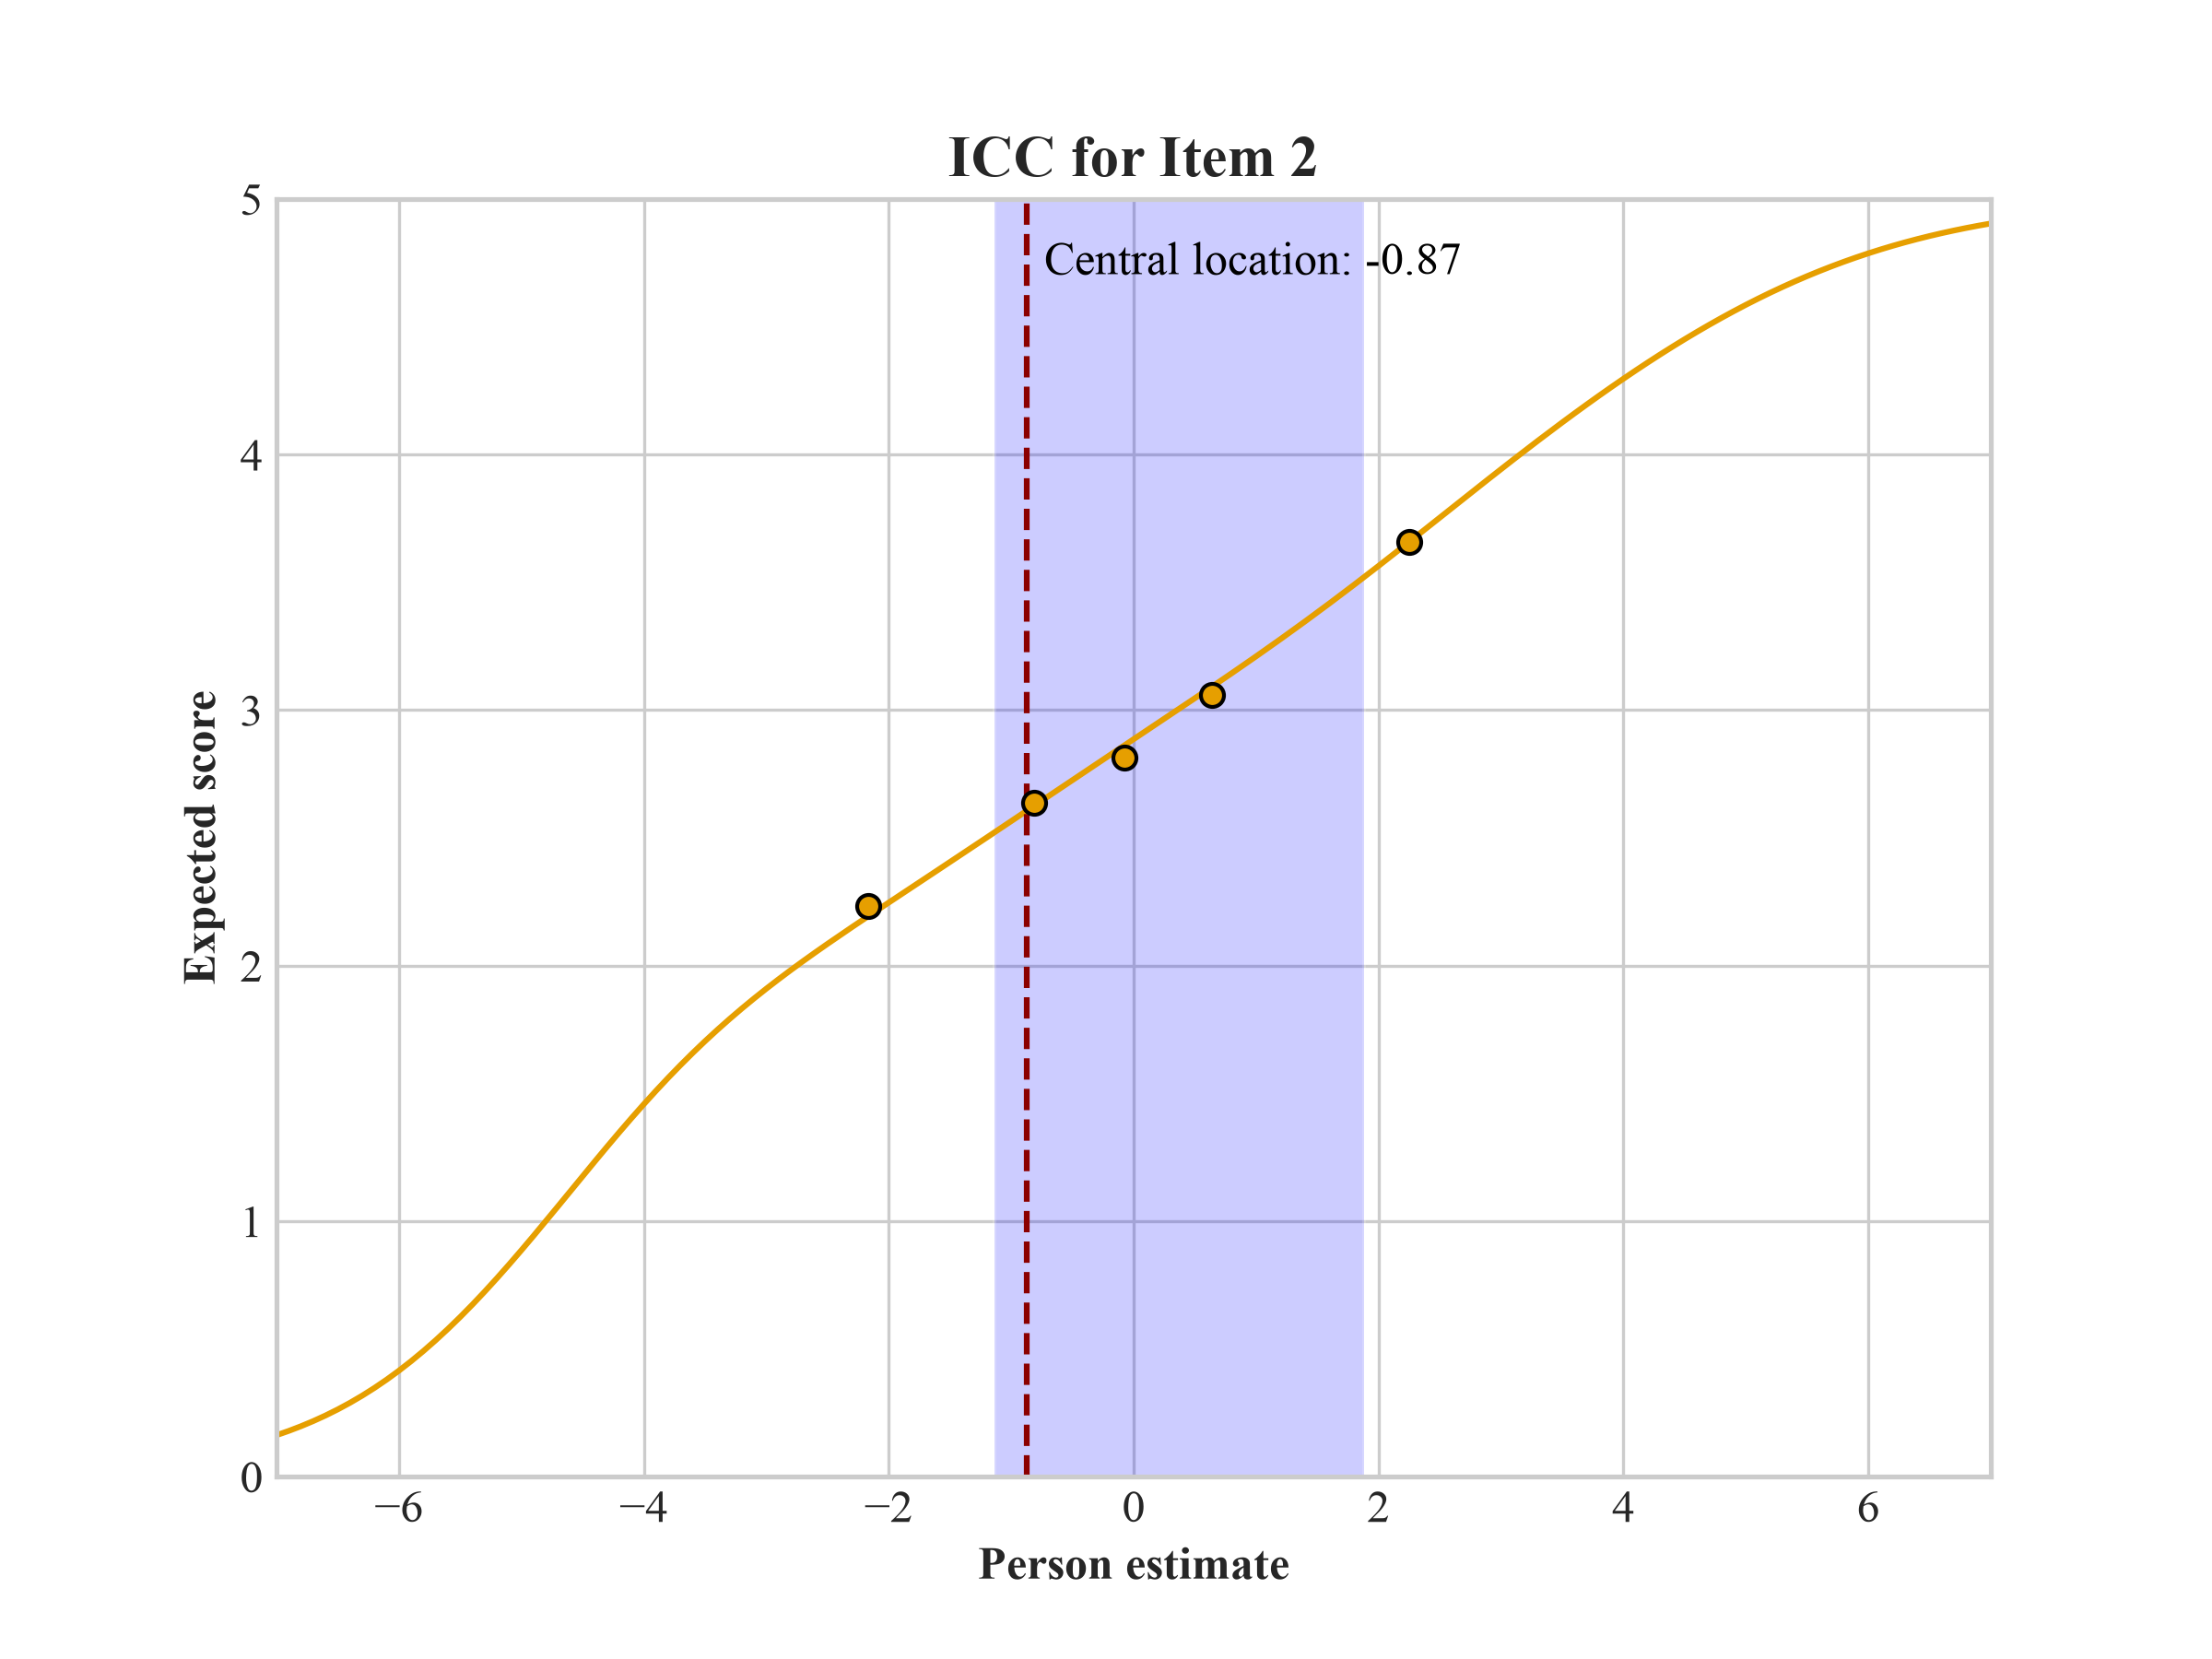 ICC for Item 2
Central location: -0.87
5
4
3
2
1
0
Expected score
−6 −4 −2 0 2 4 6
Person estimate